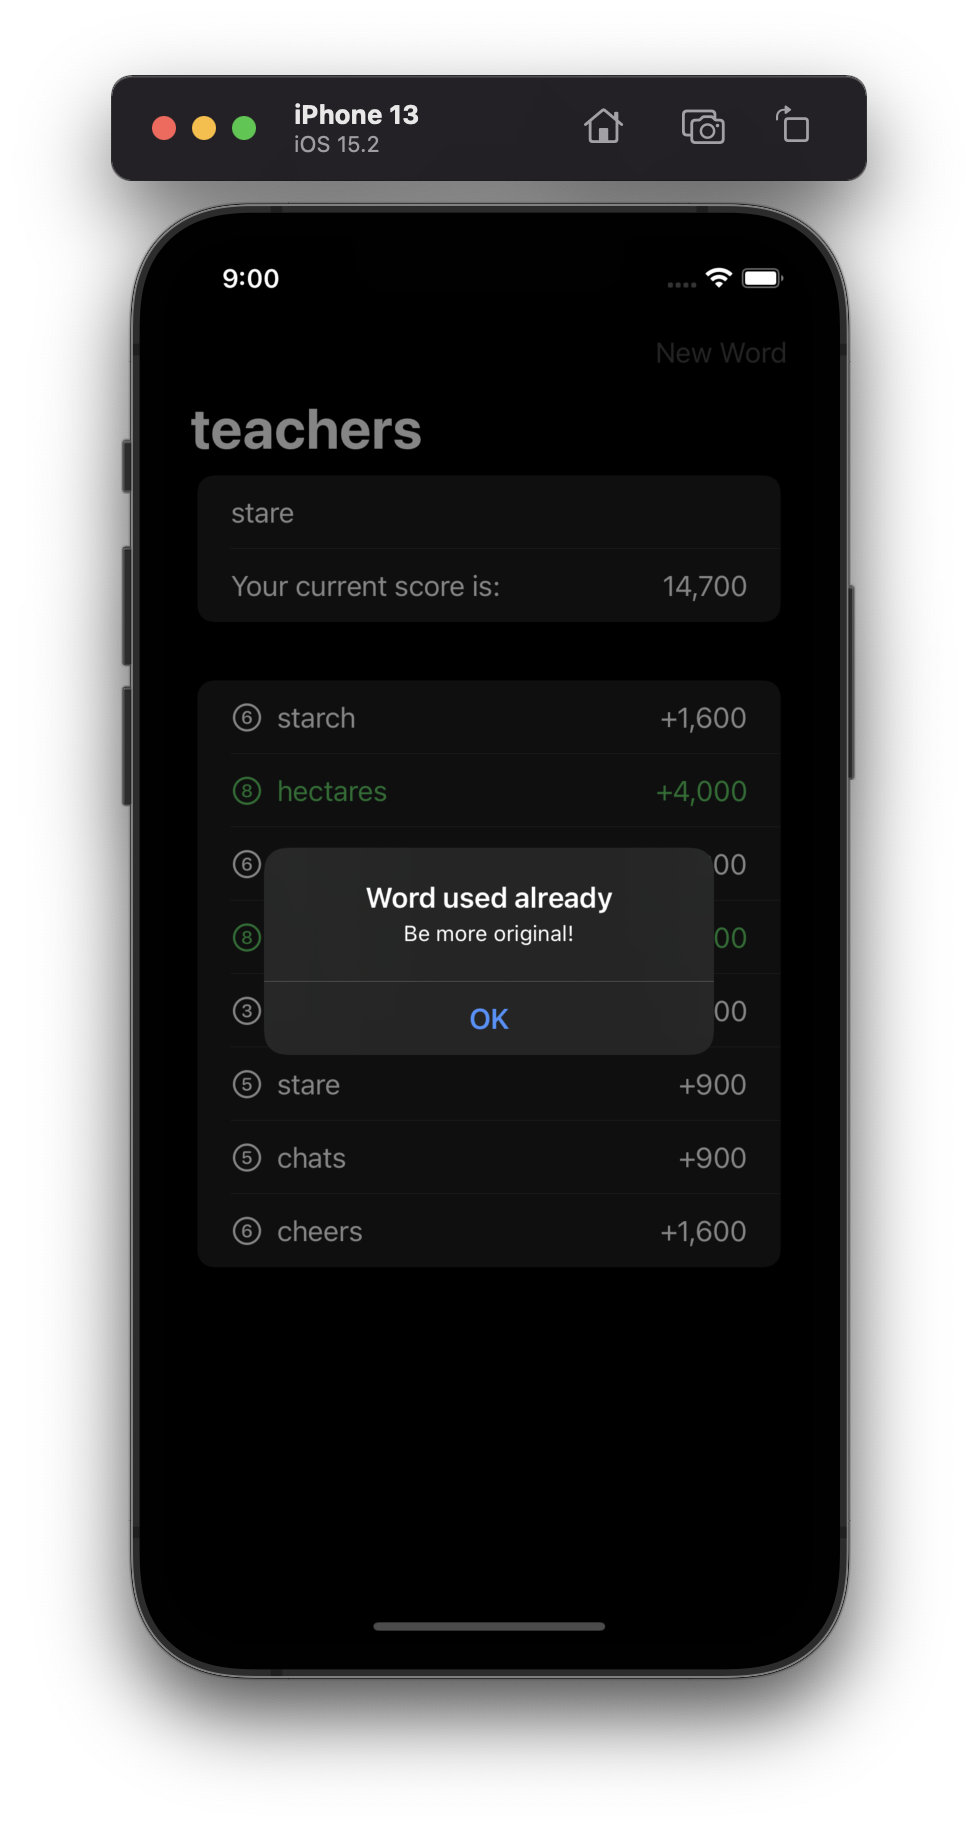 iPhone 13
iOS 15.2
9:00
New Word
teachers
stare
Your current score is: 14,700
6 starch +1,600
8 hectares +4,000
6 00
Word used already
Be more original!
8 00
OK
3 00
5 stare +900
5 chats +900
6 cheers +1,600